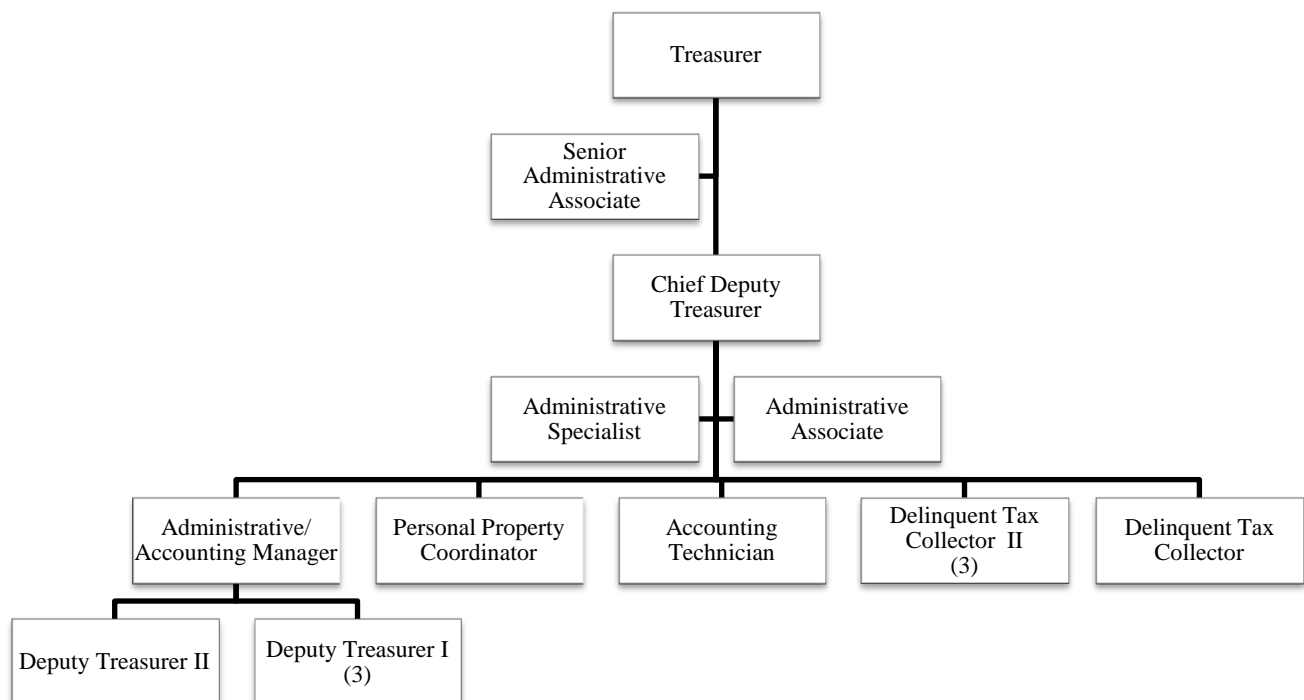 Treasurer
Senior
Administrative
Associate
Chief Deputy
Treasurer
Administrative
Specialist
Administrative
Associate
Administrative/
Accounting Manager
Personal Property
Coordinator
Accounting
Technician
Delinquent Tax
Collector II
(3)
Delinquent Tax
Collector
Deputy Treasurer II
Deputy Treasurer I
(3)